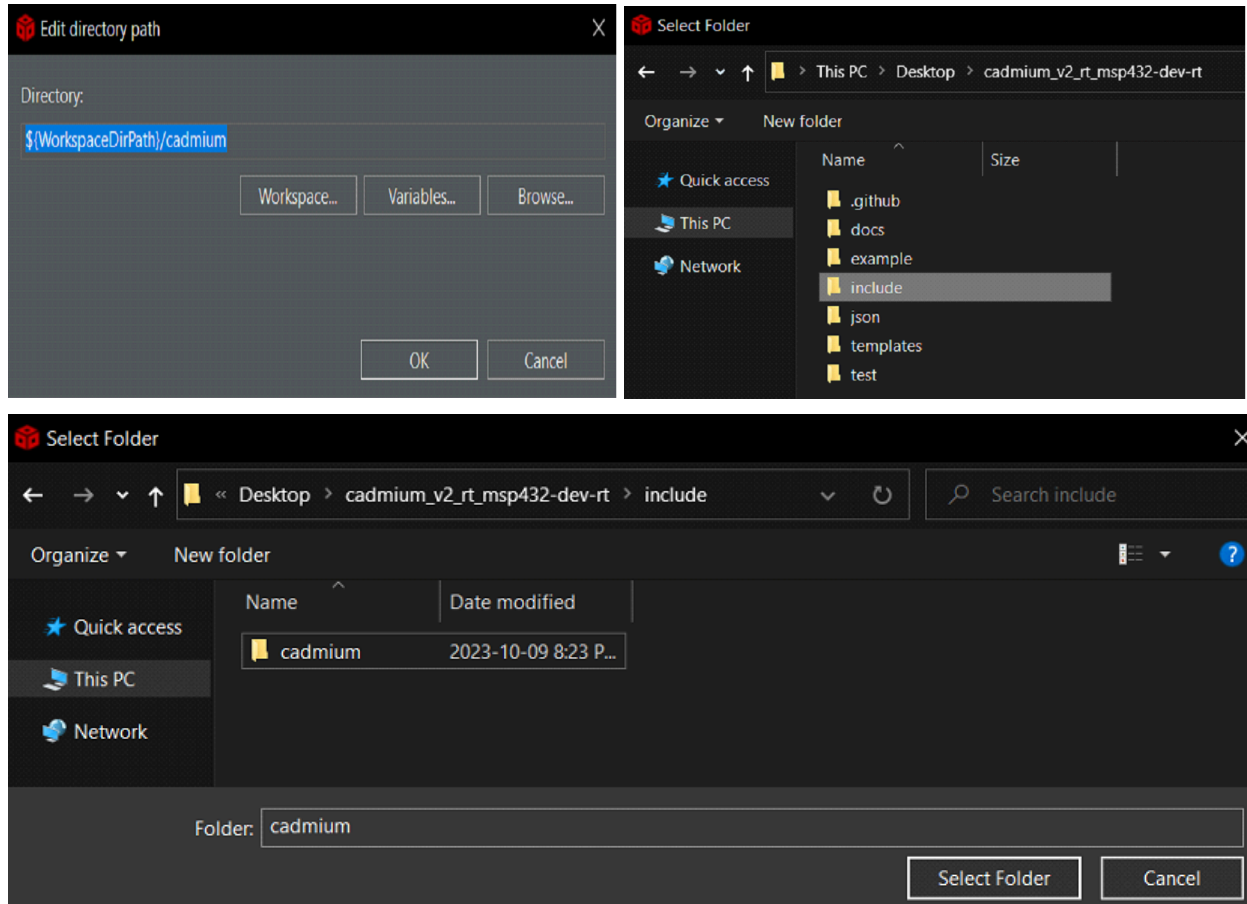 Edit directory path
Directory:
${WorkspaceDirPath}/cadmium
Workspace... Variables... Browse...
OK Cancel
Select Folder
This PC > Desktop > cadmium_v2_rt_msp432-dev-rt
Organize New folder
Name Size
Quick access
This PC
Network
.github
docs
example
include
json
templates
test
Select Folder
« Desktop > cadmium_v2_rt_msp432-dev-rt > include
Search include
Organize New folder
?
Name Date modified
Quick access
This PC
Network
cadmium 2023-10-09 8:23 P...
Folder: cadmium
Select Folder Cancel